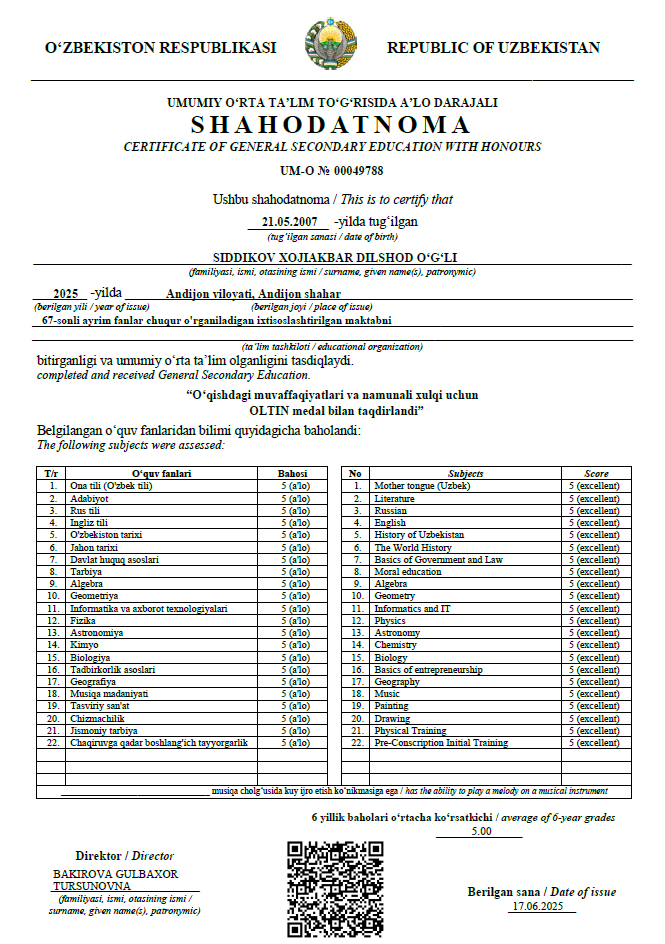 O‘ZBEKISTON RESPUBLIKASI REPUBLIC OF UZBEKISTAN
UMUMIY O‘RTA TA’LIM TO‘G‘RISIDA A’LO DARAJALI
SHAHODATNOMA
CERTIFICATE OF GENERAL SECONDARY EDUCATION WITH HONOURS
UM-O № 00049788
Ushbu shahodatnoma / This is to certify that
21.05.2007 -yilda tug‘ilgan
(tug‘ilgan sanasi / date of birth)
SIDDIKOV XOJIAKBAR DILSHOD O‘G‘LI
(familiyasi, ismi, otasining ismi / surname, given name(s), patronymic)
2025 -yilda Andijon viloyati, Andijon shahar
(berilgan yili / year of issue) (berilgan joyi / place of issue)
67-sonli ayrim fanlar chuqur o'rganiladigan ixtisoslashtirilgan maktabni
(ta’lim tashkiloti / educational organization)
bitirganligi va umumiy o‘rta ta’lim olganligini tasdiqlaydi.
completed and received General Secondary Education.
“O‘qishdagi muvaffaqiyatlari va namunali xulqi uchun
OLTIN medal bilan taqdirlandi”
Belgilangan o‘quv fanlaridan bilimi quyidagicha baholandi:
The following subjects were assessed:
T/r O‘quv fanlari Bahosi No Subjects Score
1. Ona tili (O'zbek tili) 5 (a'lo) 1. Mother tongue (Uzbek) 5 (excellent)
2. Adabiyot 5 (a'lo) 2. Literature 5 (excellent)
3. Rus tili 5 (a'lo) 3. Russian 5 (excellent)
4. Ingliz tili 5 (a'lo) 4. English 5 (excellent)
5. O'zbekiston tarixi 5 (a'lo) 5. History of Uzbekistan 5 (excellent)
6. Jahon tarixi 5 (a'lo) 6. The World History 5 (excellent)
7. Davlat huquq asoslari 5 (a'lo) 7. Basics of Government and Law 5 (excellent)
8. Tarbiya 5 (a'lo) 8. Moral education 5 (excellent)
9. Algebra 5 (a'lo) 9. Algebra 5 (excellent)
10. Geometriya 5 (a'lo) 10. Geometry 5 (excellent)
11. Informatika va axborot texnologiyalari 5 (a'lo) 11. Informatics and IT 5 (excellent)
12. Fizika 5 (a'lo) 12. Physics 5 (excellent)
13. Astronomiya 5 (a'lo) 13. Astronomy 5 (excellent)
14. Kimyo 5 (a'lo) 14. Chemistry 5 (excellent)
15. Biologiya 5 (a'lo) 15. Biology 5 (excellent)
16. Tadbirkorlik asoslari 5 (a'lo) 16. Basics of entrepreneurship 5 (excellent)
17. Geografiya 5 (a'lo) 17. Geography 5 (excellent)
18. Musiqa madaniyati 5 (a'lo) 18. Music 5 (excellent)
19. Tasviriy san'at 5 (a'lo) 19. Painting 5 (excellent)
20. Chizmachilik 5 (a'lo) 20. Drawing 5 (excellent)
21. Jismoniy tarbiya 5 (a'lo) 21. Physical Training 5 (excellent)
22. Chaqiruvga qadar boshlang'ich tayyorgarlik 5 (a'lo) 22. Pre-Conscription Initial Training 5 (excellent)
musiqa cholg‘usida kuy ijro etish ko‘nikmasiga ega / has the ability to play a melody on a musical instrument
6 yillik baholari o‘rtacha ko‘rsatkichi / average of 6-year grades
5.00
Direktor / Director
BAKIROVA GULBAXOR
TURSUNOVNA
(familiyasi, ismi, otasining ismi /
surname, given name(s), patronymic)
Berilgan sana / Date of issue
17.06.2025